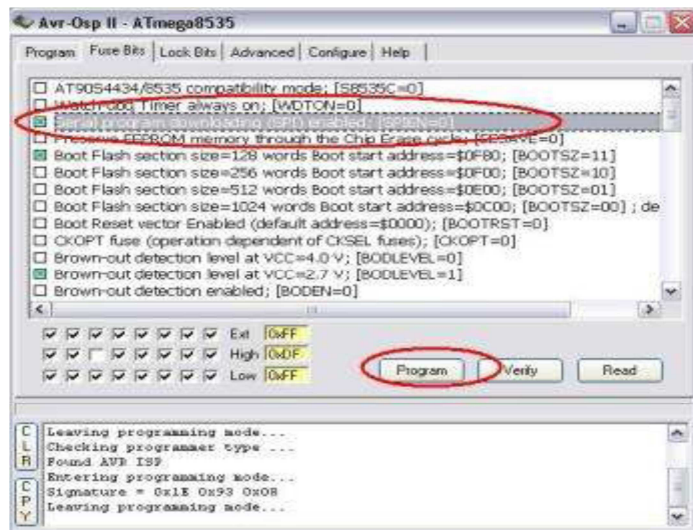 Avr-Osp II - ATmega8535
Program Fuse Bits Lock Bits Advanced Configure Help
AT90S4434/8535 compatibility mode; [S8535C=0]
Watch-dog Timer always on; [WDTON=0]
Serial program downloading (SPI) enabled; [SPIEN=0]
Preserve EEPROM memory through the Chip Erase cycle; [EESAVE=0]
Boot Flash section size=128 words Boot start address=$0F80; [BOOTSZ=11]
Boot Flash section size=256 words Boot start address=$0F00; [BOOTSZ=10]
Boot Flash section size=512 words Boot start address=$0E00; [BOOTSZ=01]
Boot Flash section size=1024 words Boot start address=$0C00; [BOOTSZ=00] ; de
Boot Reset vector Enabled (default address=$0000); [BOOTRST=0]
CKOPT fuse (operation dependent of CKSEL fuses); [CKOPT=0]
Brown-out detection level at VCC=4.0 V; [BODLEVEL=0]
Brown-out detection level at VCC=2.7 V; [BODLEVEL=1]
Brown-out detection enabled; [BODEN=0]
Ext 0xFF
High 0xDF
Low 0xFF
Program Verify Read
CLR
CPY
Leaving programming mode...
Checking programmer type ...
Found AVR ISP
Entering programming mode...
Signature = 0x1E 0x93 0x08
Leaving programming mode...